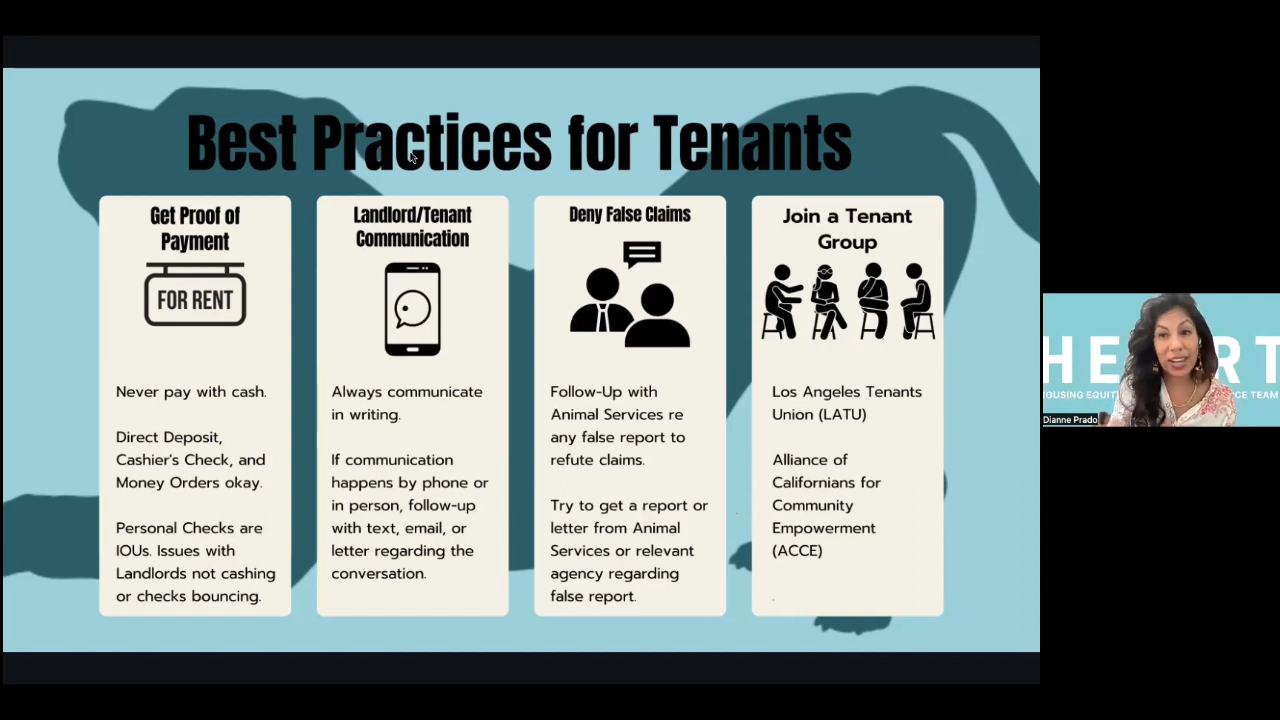 Best Practices for Tenants
Get Proof of
Payment
FOR RENT
Never pay with cash.
Direct Deposit,
Cashier's Check, and
Money Orders okay.
Personal Checks are
IOUs. Issues with
Landlords not cashing
or checks bouncing.
Landlord/Tenant
Communication
Always communicate
in writing.
If communication
happens by phone or
in person, follow-up
with text, email, or
letter regarding the
conversation.
Deny False Claims
Follow-Up with
Animal Services re
any false report to
refute claims.
Try to get a report or
letter from Animal
Services or relevant
agency regarding
false report.
Join a Tenant
Group
Los Angeles Tenants
Union (LATU)
Alliance of
Californians for
Community
Empowerment
(ACCE)
.
HE RT
TEAM
Dianne Prado